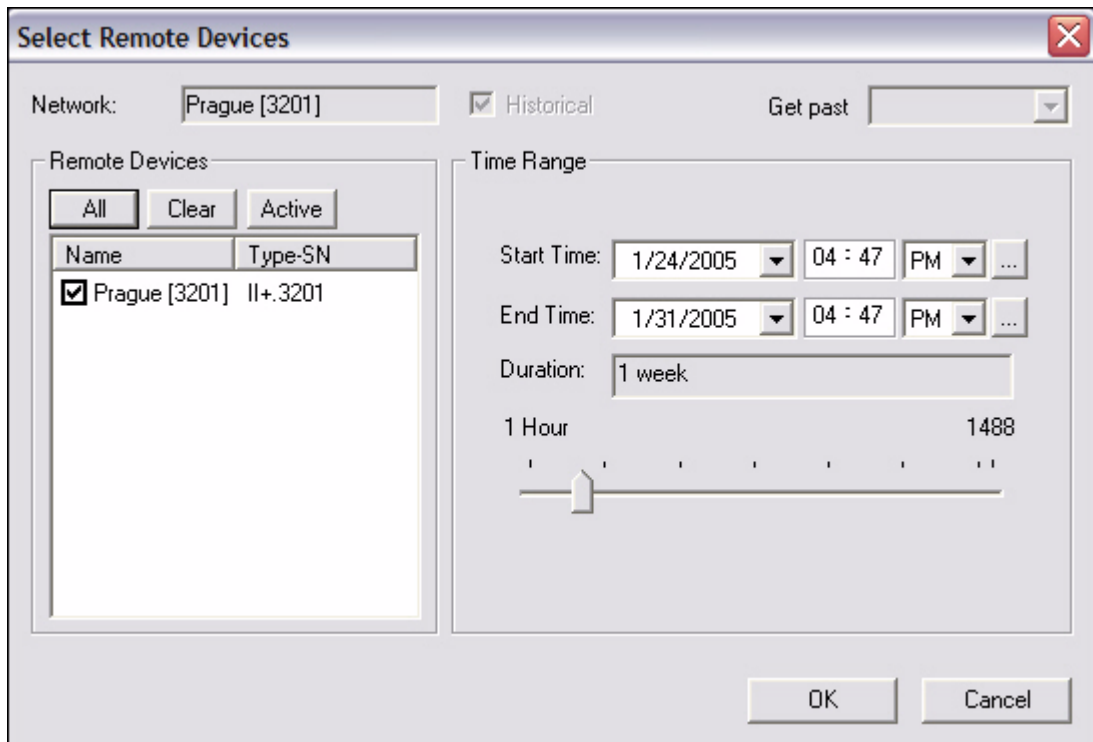 Select Remote Devices
Network: Prague [3201] Historical Get past
Remote Devices
All Clear Active
Name Type-SN
Prague [3201] II+.3201
Time Range
Start Time: 1/24/2005 04 : 47 PM ...
End Time: 1/31/2005 04 : 47 PM ...
Duration: 1 week
1 Hour 1488
OK Cancel